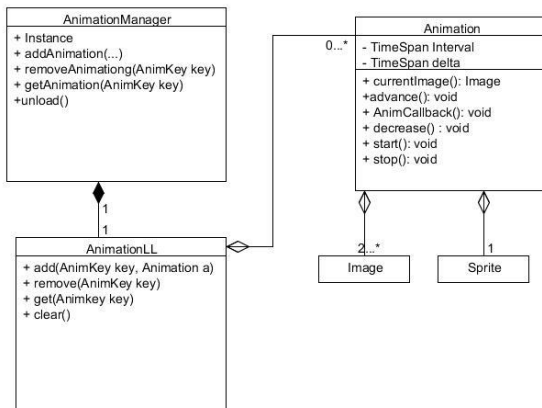 AnimationManager
+ Instance
+ addAnimation(...)
+ removeAnimationg(AnimKey key)
+ getAnimation(AnimKey key)
+unload()
1
1
AnimationLL
+ add(AnimKey key, Animation a)
+ remove(AnimKey key)
+ get(Animkey key)
+ clear()
0...*
Animation
- TimeSpan Interval
- TimeSpan delta
+ currentImage(): Image
+advance(): void
+ AnimCallback(): void
+ decrease() : void
+ start(): void
+ stop(): void
2...*
1
Image
Sprite